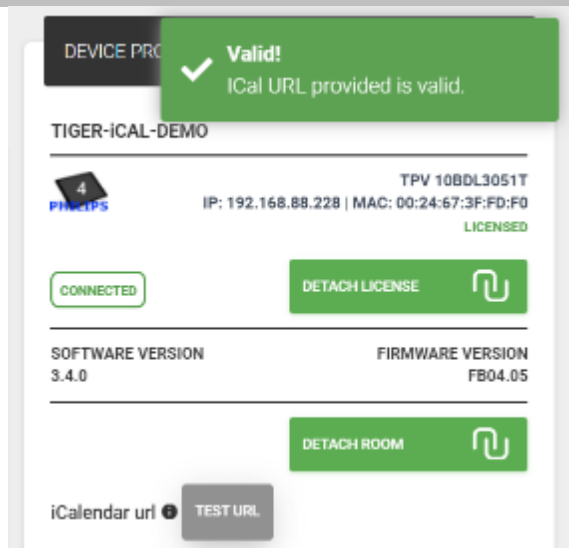 DEVICE PRO
Valid!
ICal URL provided is valid.
TIGER-iCAL-DEMO
4
PHILIPS
TPV 10BDL3051T
IP: 192.168.88.228 | MAC: 00:24:67:3F:FD:F0
LICENSED
CONNECTED
DETACH LICENSE
SOFTWARE VERSION
FIRMWARE VERSION
3.4.0
FB04.05
DETACH ROOM
iCalendar url
TEST URL